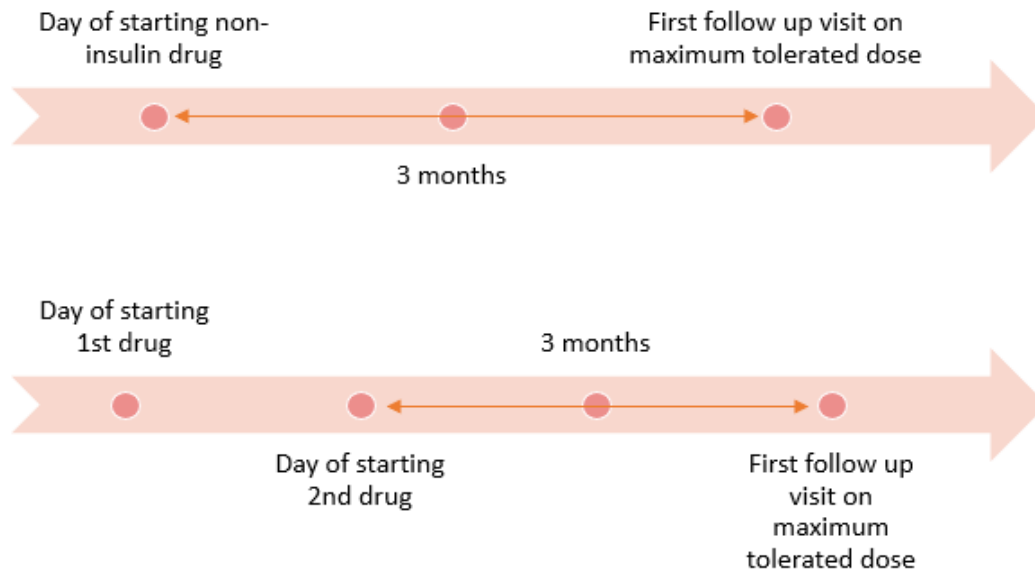 Day of starting non-
insulin drug
First follow up visit on
maximum tolerated dose
3 months
Day of starting
1st drug
3 months
Day of starting
2nd drug
First follow up
visit on
maximum
tolerated dose